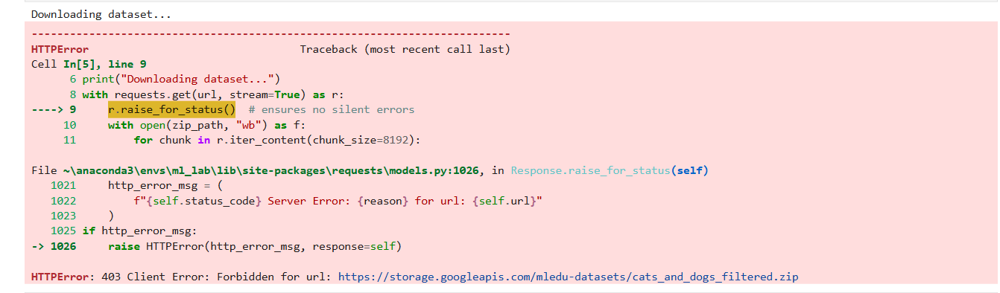 Downloading dataset...
---------------------------------------------------------------------------
HTTPError                                 Traceback (most recent call last)
Cell In[5], line 9
      6 print("Downloading dataset...")
      8 with requests.get(url, stream=True) as r:
----> 9     r.raise_for_status()  # ensures no silent errors
     10     with open(zip_path, "wb") as f:
     11         for chunk in r.iter_content(chunk_size=8192):
File ~\anaconda3\envs\ml_lab\lib\site-packages\requests\models.py:1026, in Response.raise_for_status(self)
   1021     http_error_msg = (
   1022         f"{self.status_code} Server Error: {reason} for url: {self.url}"
   1023     )
   1025 if http_error_msg:
-> 1026     raise HTTPError(http_error_msg, response=self)
HTTPError: 403 Client Error: Forbidden for url: https://storage.googleapis.com/mledu-datasets/cats_and_dogs_filtered.zip